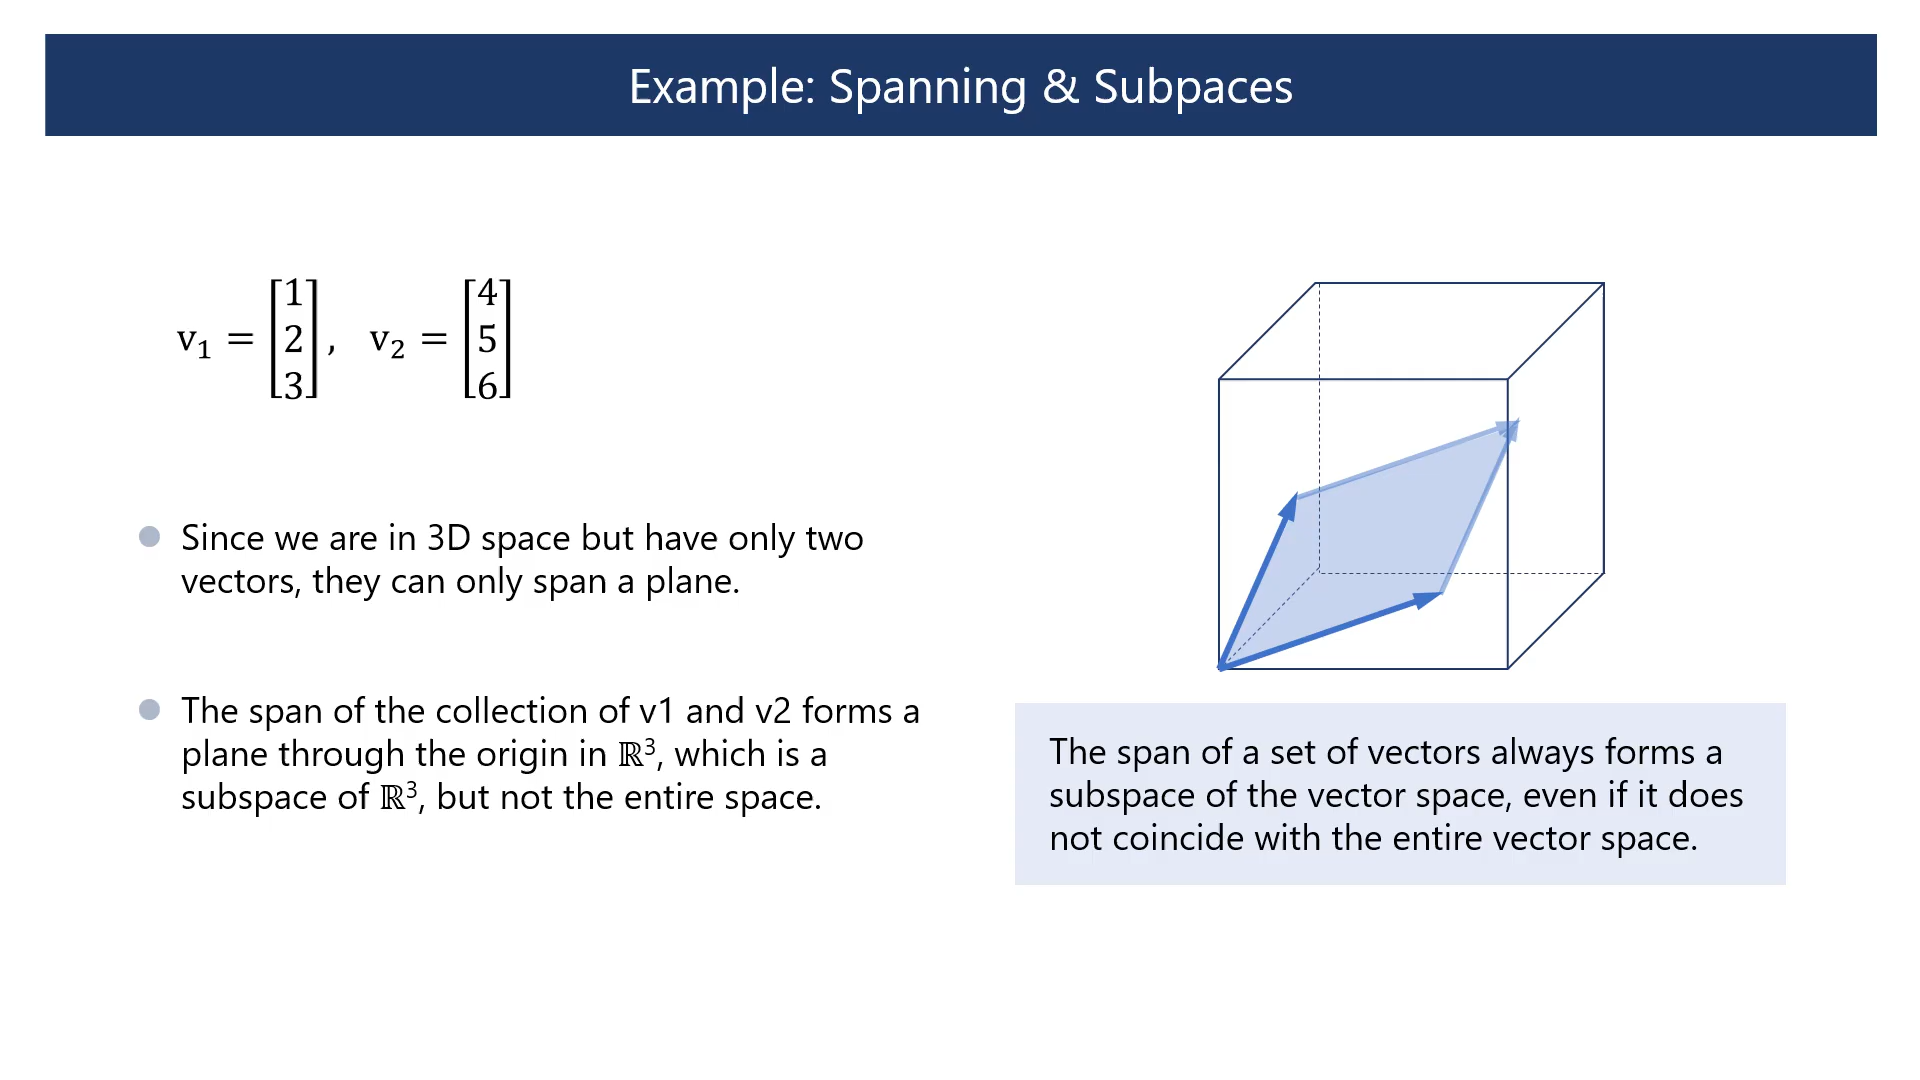 Example: Spanning & Subpaces
v₁ = [1 2 3], v₂ = [4 5 6]
Since we are in 3D space but have only two
vectors, they can only span a plane.
The span of the collection of v1 and v2 forms a
plane through the origin in ℝ³, which is a
subspace of ℝ³, but not the entire space.
The span of a set of vectors always forms a
subspace of the vector space, even if it does
not coincide with the entire vector space.